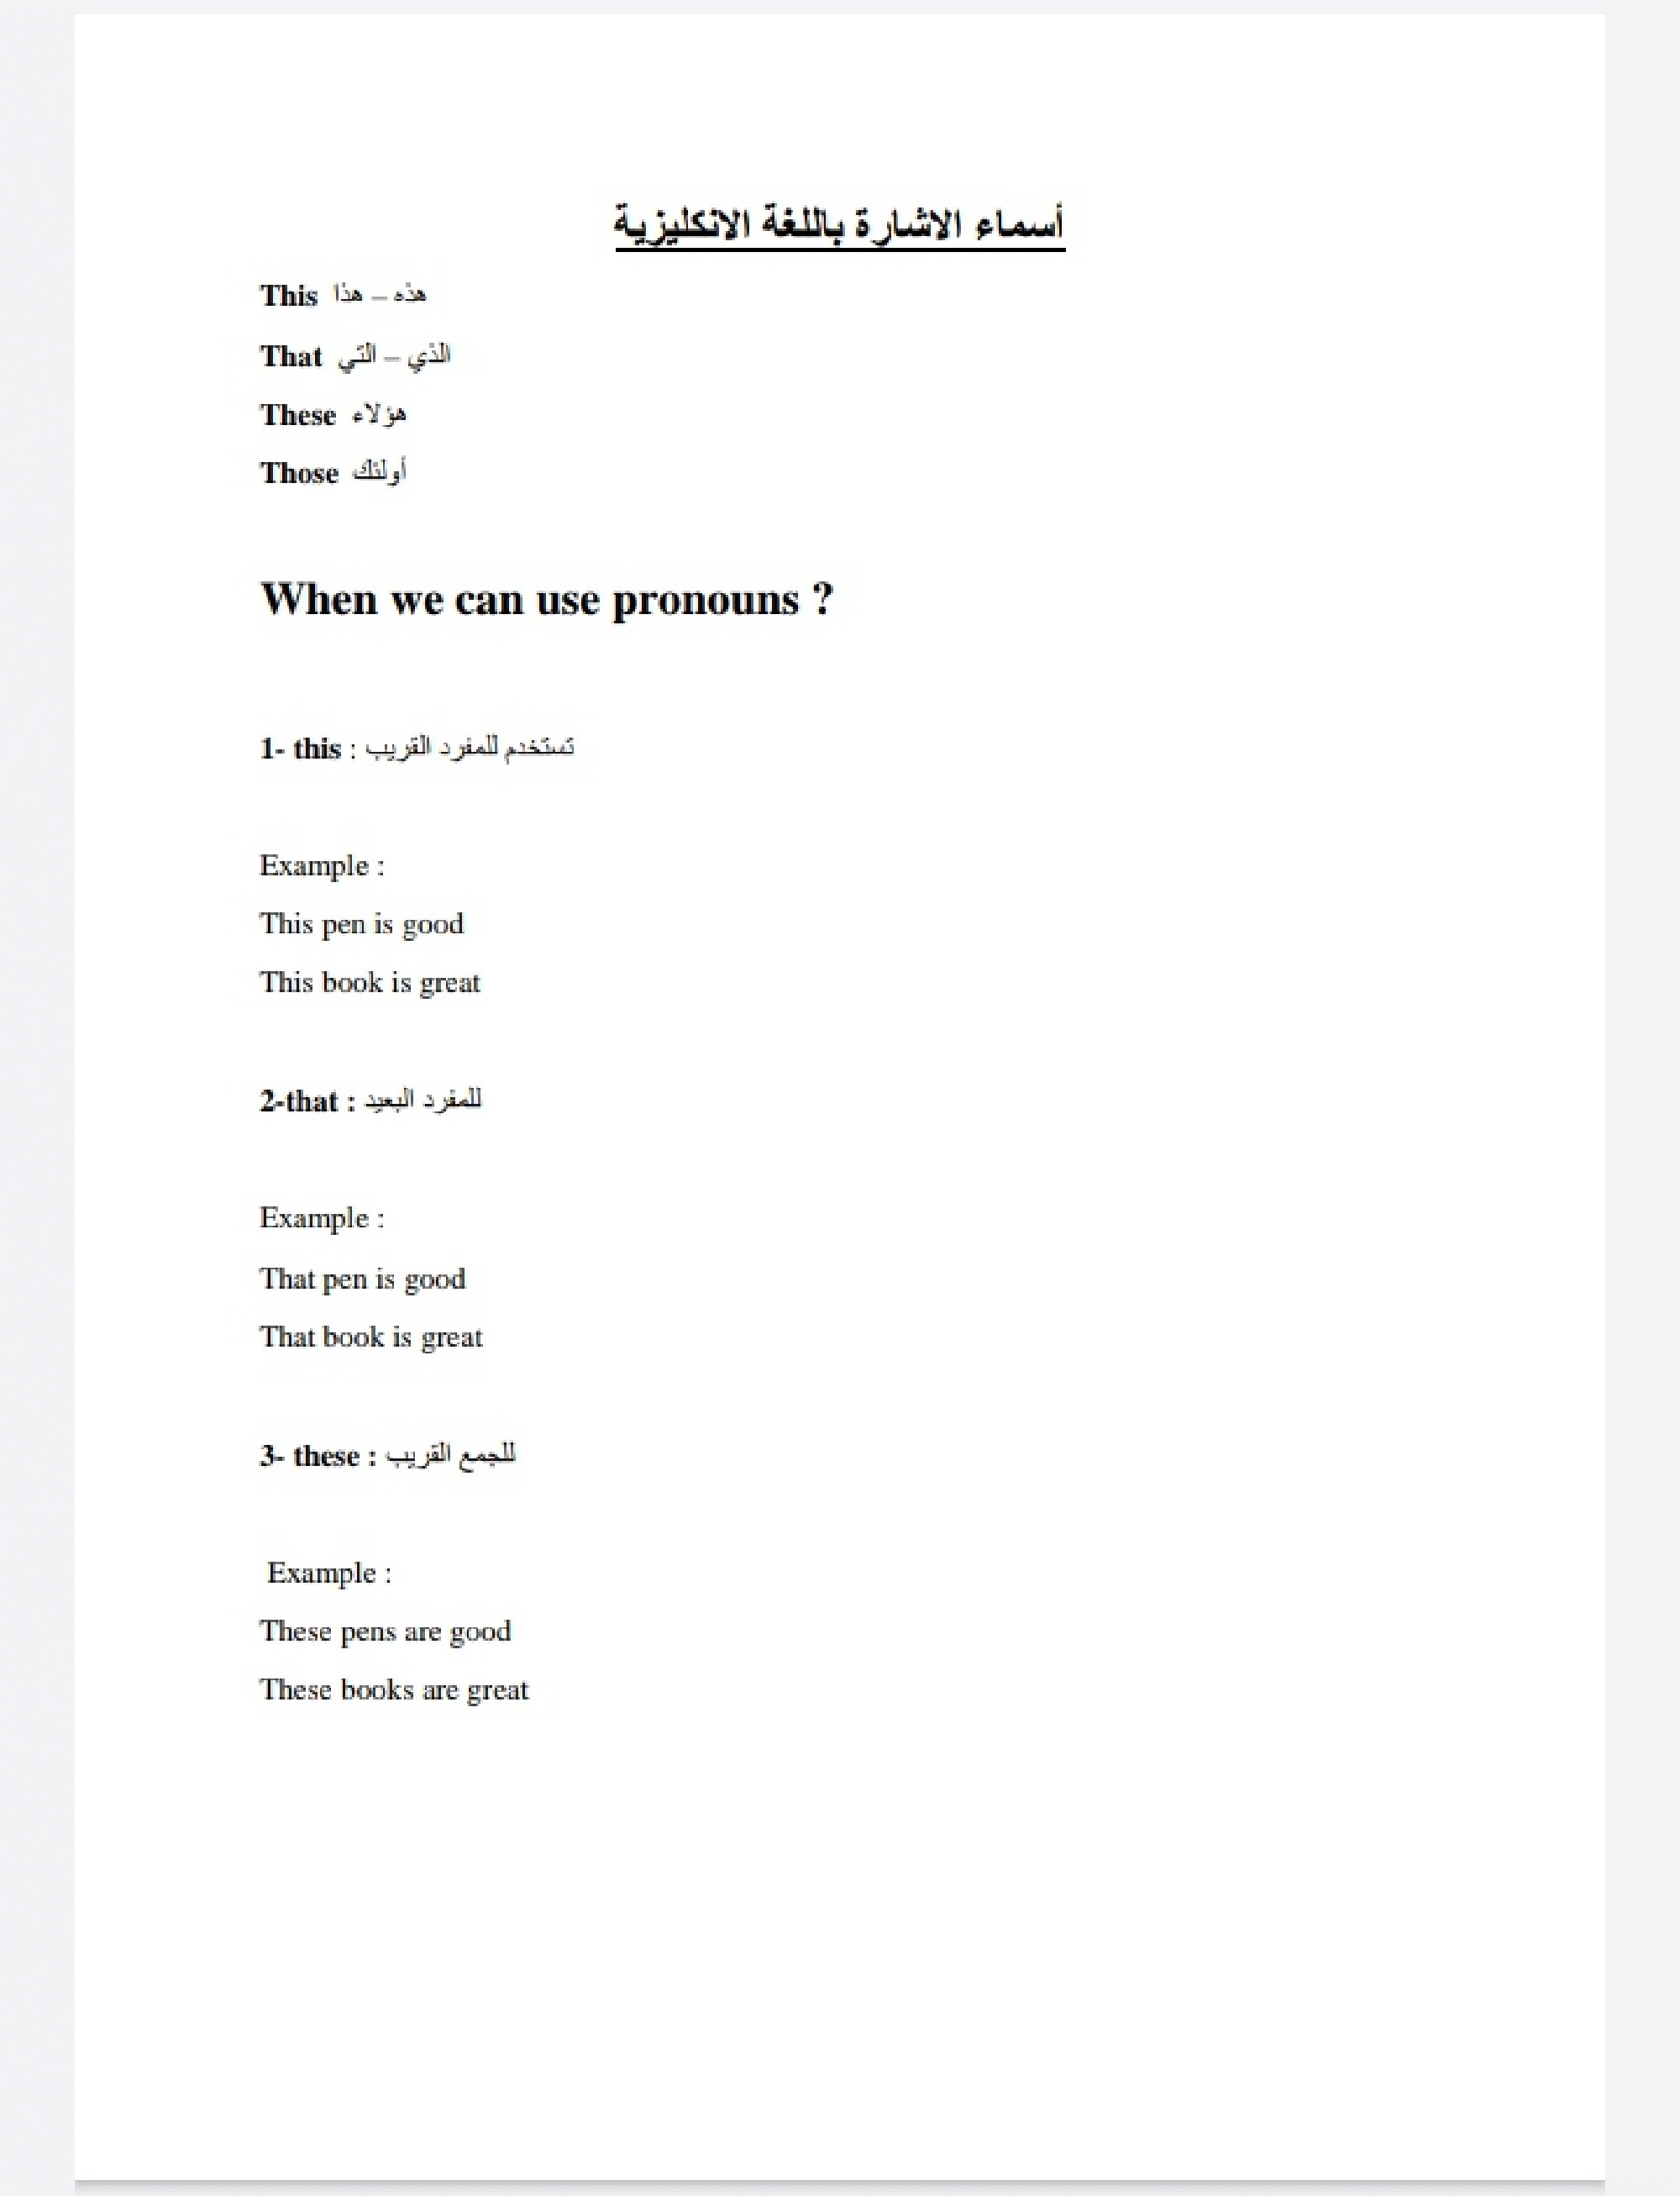 أسماء الاشارة باللغة الانكليزية
This هذه – هذا
That الذي – التي
These هؤلاء
Those أولئك
When we can use pronouns ?
1- this : تستخدم للمفرد القريب
Example :
This pen is good
This book is great
2-that : للمفرد البعيد
Example :
That pen is good
That book is great
3- these : للجمع القريب
Example :
These pens are good
These books are great